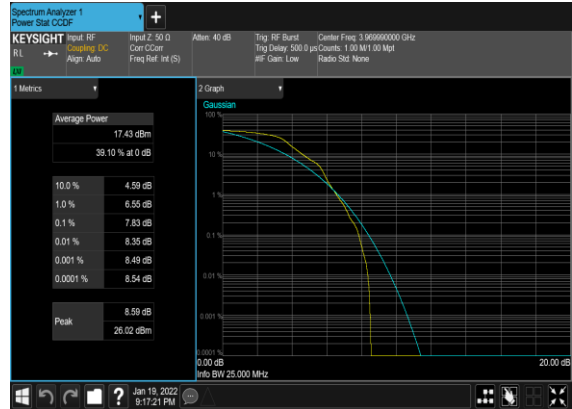 Spectrum Analyzer 1
Power Stat CCDF
+
KEYSIGHT
RL
Input: RF
Coupling: DC
Align: Auto
Input Z: 50 Ω
Corr CCorr
Freq Ref: Int (S)
Atten: 40 dB
Trig: RF Burst
Trig Delay: 500.0 µs
#IF Gain: Low
Center Freq: 3.969990000 GHz
Counts: 1.00 M/1.00 Mpt
Radio Std: None
1 Metrics
Average Power
17.43 dBm
39.10 % at 0 dB
10.0 % 4.59 dB
1.0 % 6.55 dB
0.1 % 7.83 dB
0.01 % 8.35 dB
0.001 % 8.49 dB
0.0001 % 8.54 dB
Peak
8.59 dB
26.02 dBm
2 Graph
Gaussian
100 %
10 %
1 %
0.1 %
0.01 %
0.001 %
0.0001 %
0.00 dB
20.00 dB
Info BW 25.000 MHz
?
Jan 19, 2022
9:17:21 PM